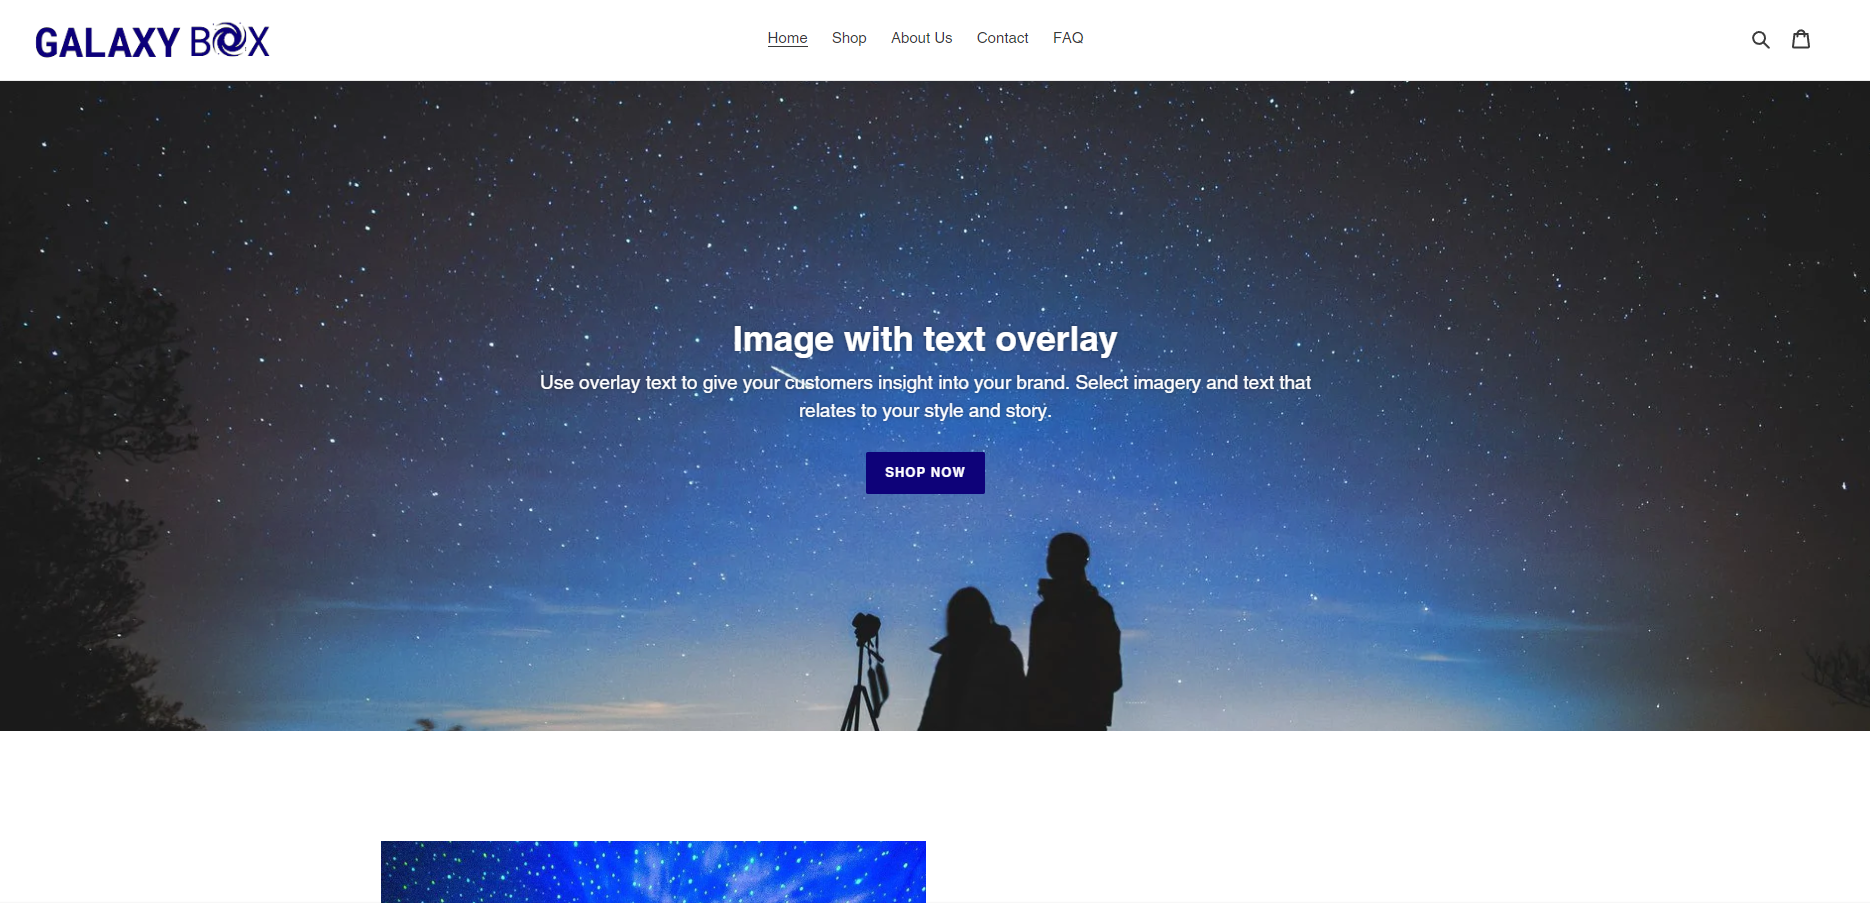 GALAXY BOX
Home Shop About Us Contact FAQ
Image with text overlay
Use overlay text to give your customers insight into your brand. Select imagery and text that
relates to your style and story.
SHOP NOW